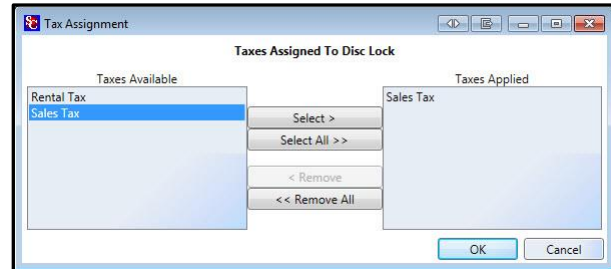 Tax Assignment
Taxes Assigned To Disc Lock
Taxes Available
Taxes Applied
Rental Tax
Sales Tax
Sales Tax
Select >
Select All >>
< Remove
<< Remove All
OK
Cancel